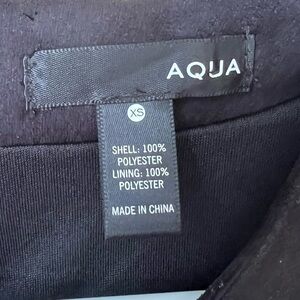 AQUA
XS
SHELL: 100%
POLYESTER
LINING: 100%
POLYESTER
MADE IN CHINA